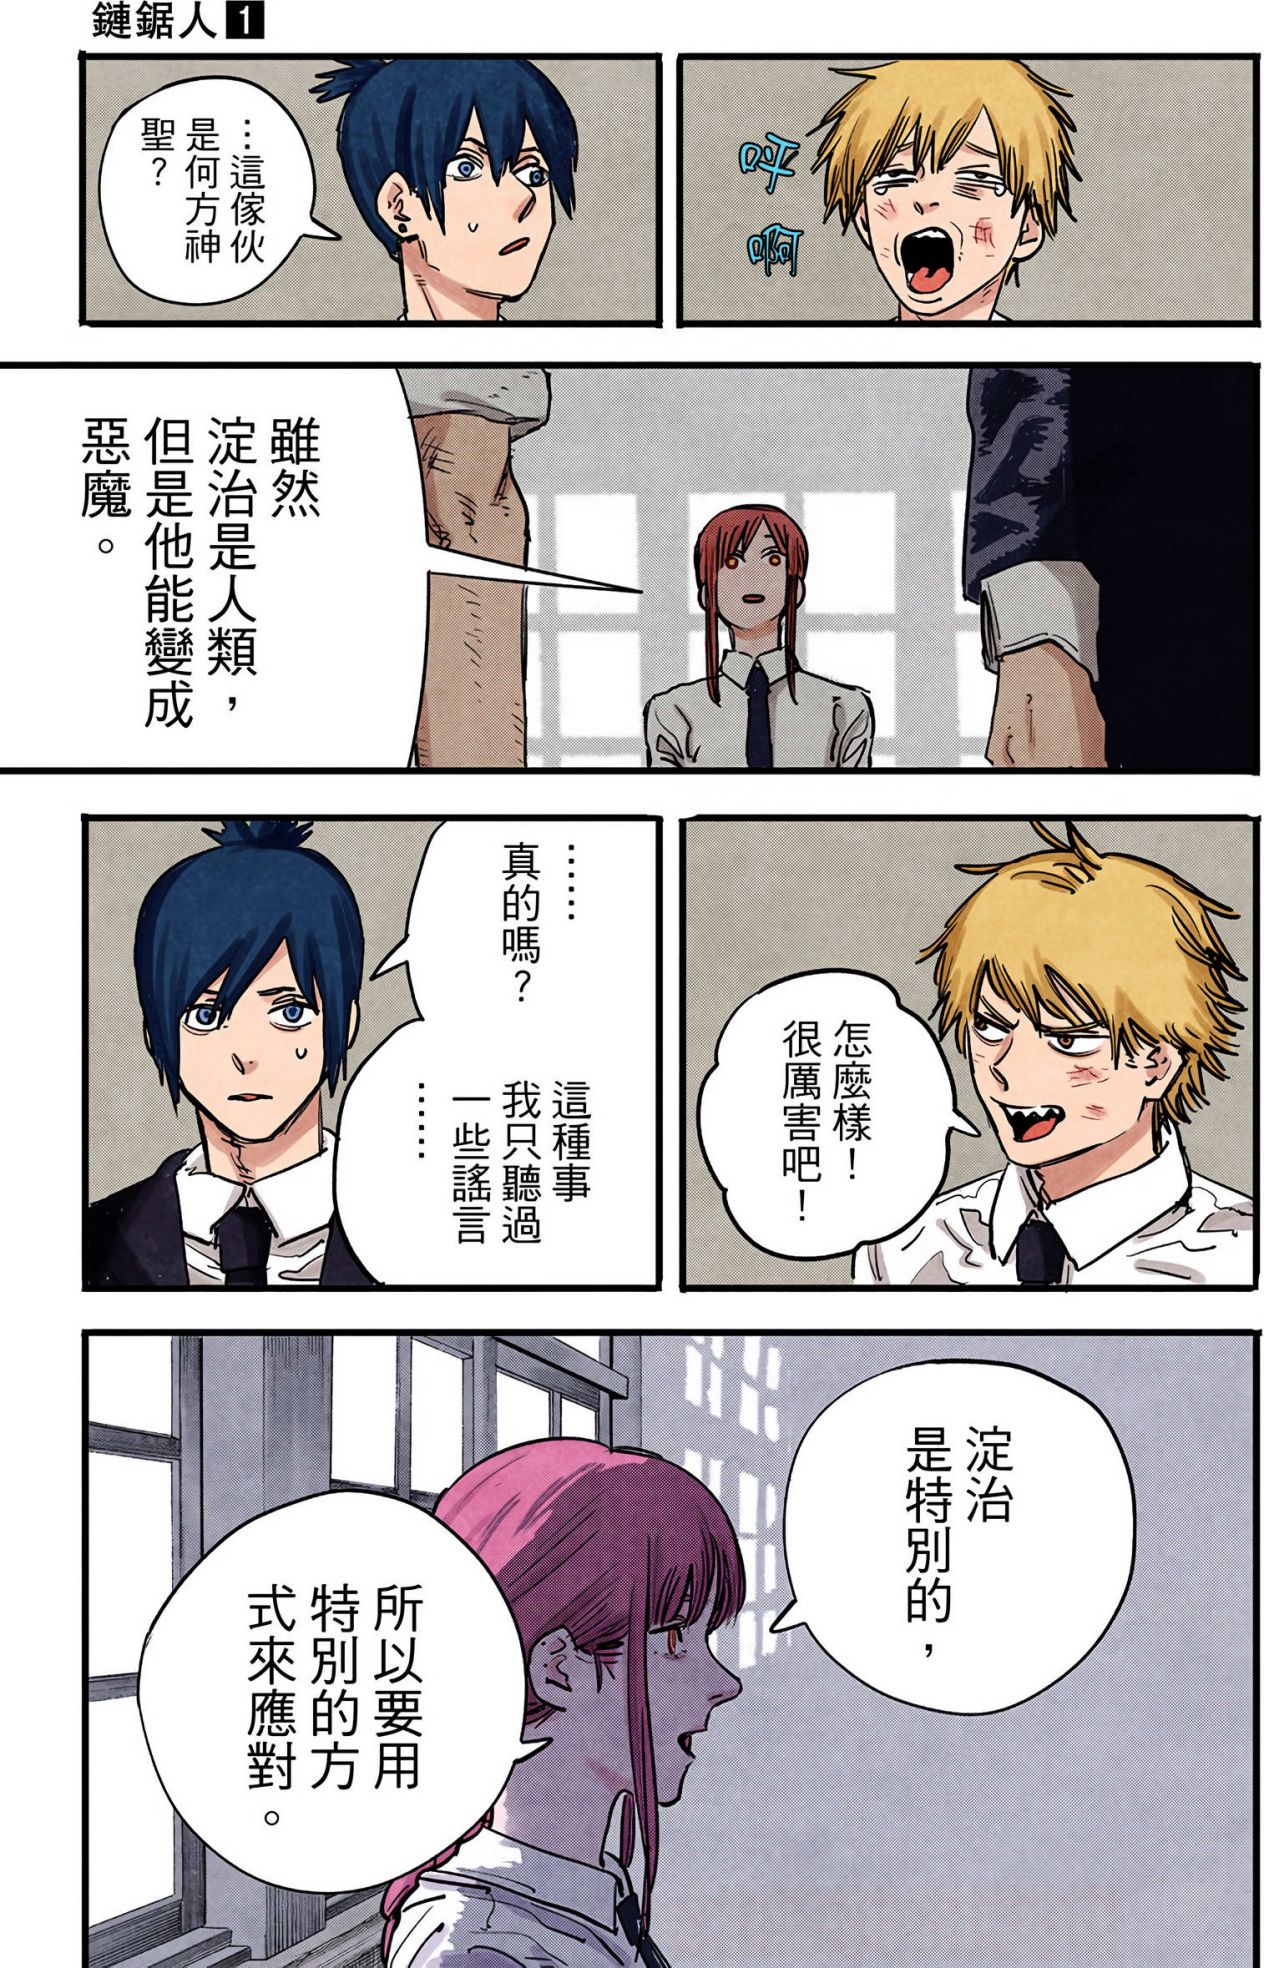 鏈鋸人1
呼
啊
…這傢伙
是何方神
聖？
雖然
淀治是人類，
但是他能變成
惡魔。
怎麼樣！
很厲害吧！
……
真的嗎？
這種事
我只聽過
一些謠言
……
淀治
是特別的，
所以要用
特別的方
式來應對。